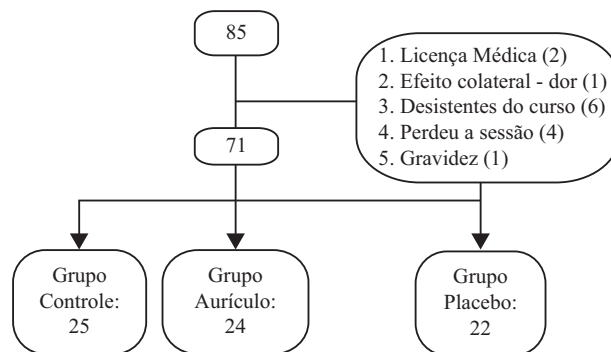 85
1. Licença Médica (2)
2. Efeito colateral - dor (1)
3. Desistentes do curso (6)
4. Perdeu a sessão (4)
5. Gravidez (1)
71
Grupo
Controle:
25
Grupo
Aurículo:
24
Grupo
Placebo:
22